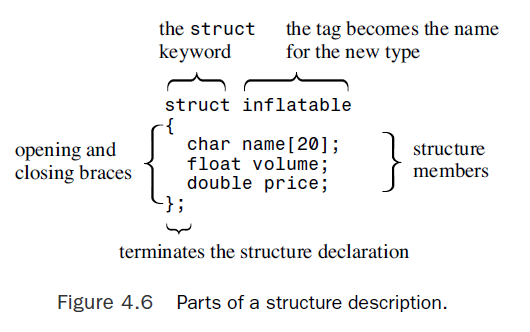 the struct keyword
the tag becomes the name for the new type
struct inflatable
{
char name[20];
float volume;
double price;
};
opening and closing braces
structure members
terminates the structure declaration
Figure 4.6 Parts of a structure description.